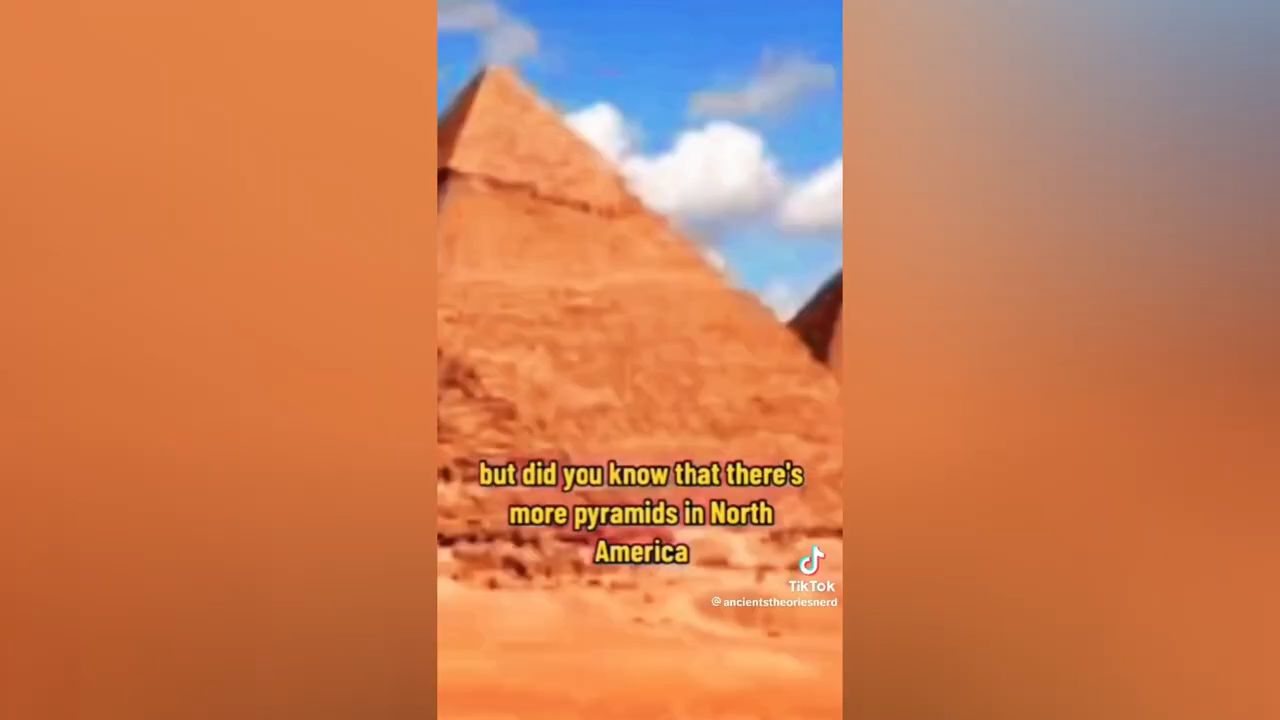 but did you know that there's
more pyramids in North
America
TikTok
@ancientstheoriesnerd